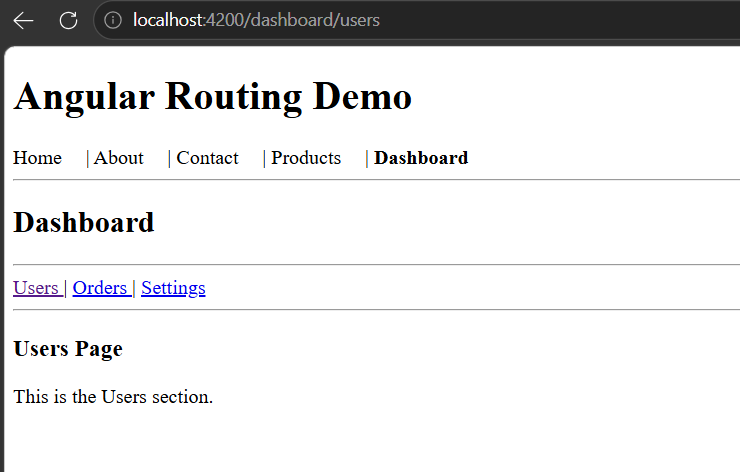 localhost:4200/dashboard/users
Angular Routing Demo
Home | About | Contact | Products | Dashboard
Dashboard
Users | Orders | Settings
Users Page
This is the Users section.